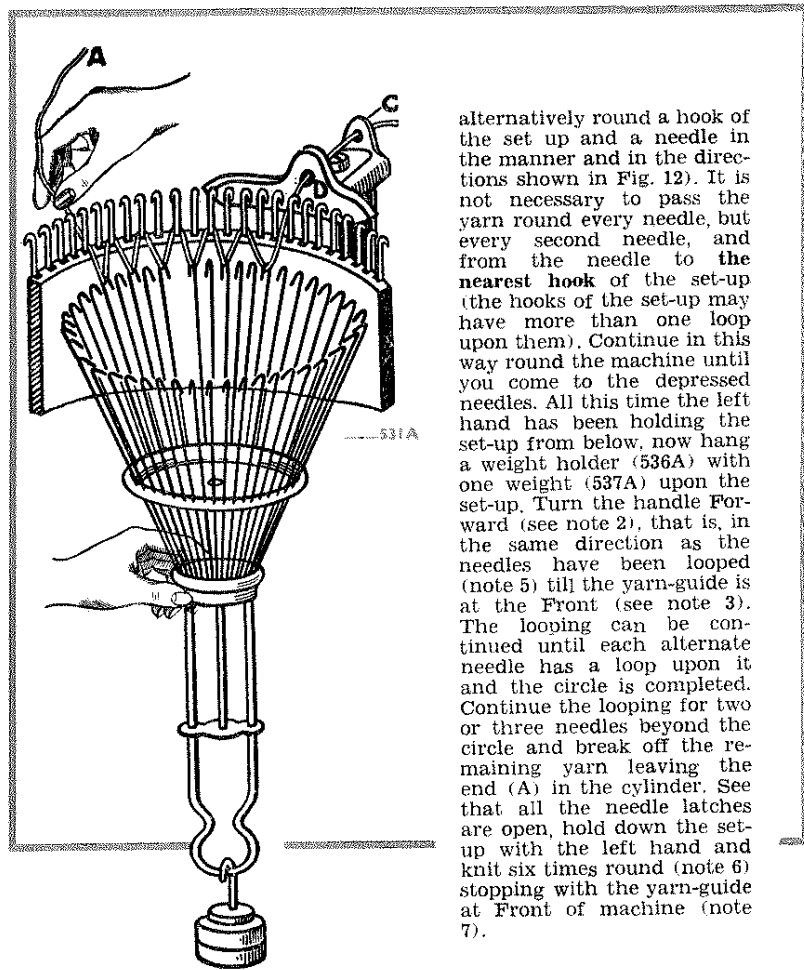 A
C
D
531A
alternatively round a hook of
the set up and a needle in
the manner and in the direc-
tions shown in Fig. 12). It is
not necessary to pass the
yarn round every needle, but
every second needle, and
from the needle to the
nearest hook of the set-up
(the hooks of the set-up may
have more than one loop
upon them). Continue in this
way round the machine until
you come to the depressed
needles. All this time the left
hand has been holding the
set-up from below, now hang
a weight holder (536A) with
one weight (537A) upon the
set-up. Turn the handle For-
ward (see note 2), that is, in
the same direction as the
needles have been looped
(note 5) till the yarn-guide is
at the Front (see note 3).
The looping can be con-
tinued until each alternate
needle has a loop upon it
and the circle is completed.
Continue the looping for two
or three needles beyond the
circle and break off the re-
maining yarn leaving the
end (A) in the cylinder. See
that all the needle latches
are open, hold down the set-
up with the left hand and
knit six times round (note 6)
stopping with the yarn-guide
at Front of machine (note
7).